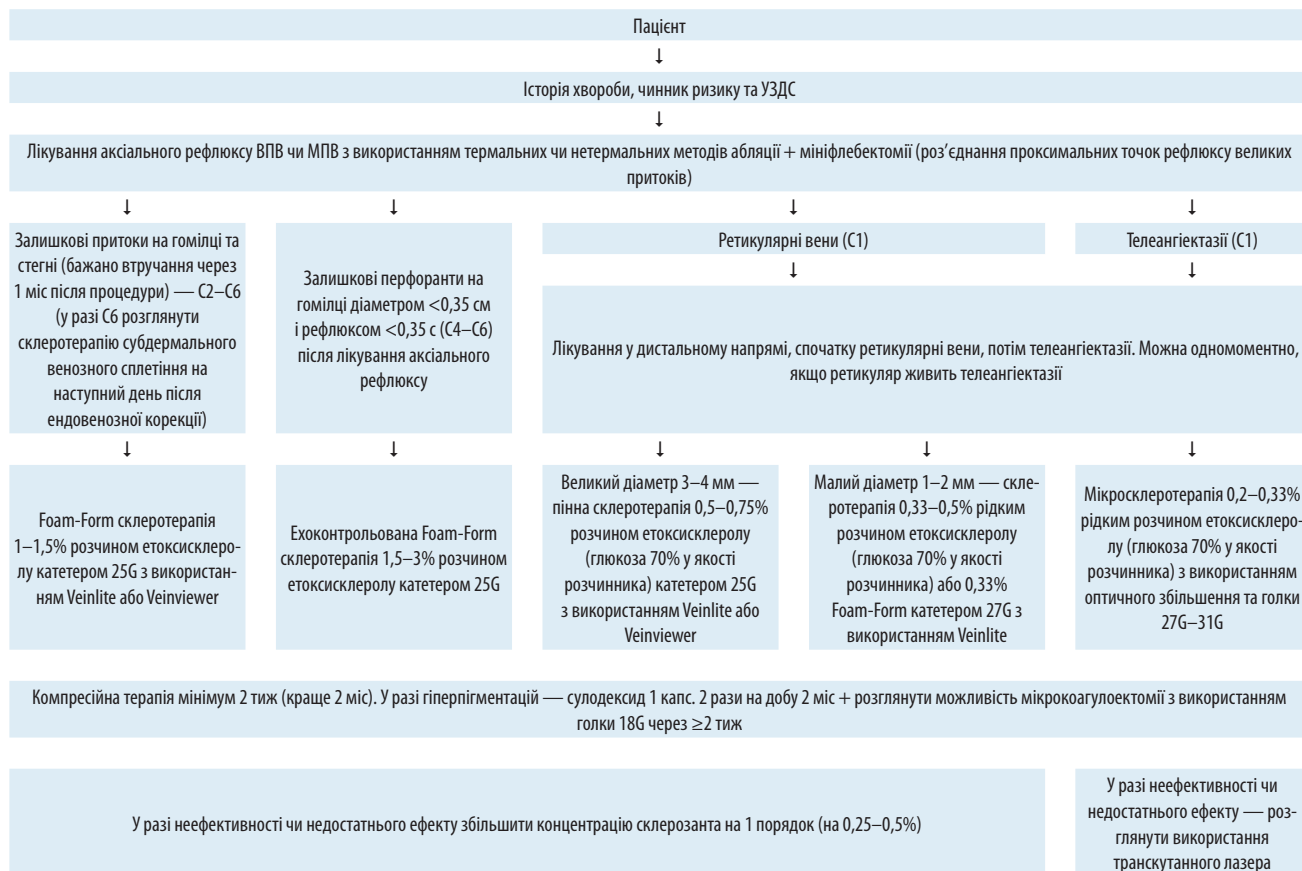 Пацієнт
↓
Історія хвороби, чинник ризику та УЗДС
↓
Лікування аксіального рефлюксу ВПВ чи МПВ з використанням термальних чи нетермальних методів абляції + мініфлебектомії (роз’єднання проксимальних точок рефлюксу великих
притоків)
↓ ↓ ↓ ↓
Залишкові притоки на гомілці та
стегні (бажано втручання через
1 міс після процедури) — С2–С6
(у разі С6 розглянути
склеротерапію субдермального
венозного сплетіння на
наступний день після
ендовенозної корекції)
Залишкові перфоранти на
гомілці діаметром <0,35 см
і рефлюксом <0,35 с (С4–С6)
після лікування аксіального
рефлюксу
Ретикулярні вени (С1)
Телеангіектазії (С1)
↓ ↓
Лікування у дистальному напрямі, спочатку ретикулярні вени, потім телеангіектазії. Можна одномоментно,
якщо ретикуляр живить телеангіектазії
↓ ↓ ↓ ↓ ↓
Foam-Form склеротерапія
1–1,5% розчином етоксисклеро-
лу катетером 25G з використан-
ням Veinlite або Veinviewer
Ехоконтрольована Foam-Form
склеротерапія 1,5–3% розчином
етоксисклеролу катетером 25G
Великий діаметр 3–4 мм —
пінна склеротерапія 0,5–0,75%
розчином етоксисклеролу
(глюкоза 70% у якості
розчинника) катетером 25G
з використанням Veinlite або
Veinviewer
Малий діаметр 1–2 мм — скле-
ротерапія 0,33–0,5% рідким
розчином етоксисклеролу
(глюкоза 70% у якості
розчинника) або 0,33%
Foam-Form катетером 27G з
використанням Veinlite
Мікросклеротерапія 0,2–0,33%
рідким розчином етоксисклеро-
лу (глюкоза 70% у якості
розчинника) з використанням
оптичного збільшення та голки
27G–31G
Компресійна терапія мінімум 2 тиж (краще 2 міс). У разі гіперпігментацій — сулодексид 1 капс. 2 рази на добу 2 міс + розглянути можливість мікрокоагулоектомії з використанням
голки 18G через ≥2 тиж
У разі неефективності чи недостатнього ефекту збільшити концентрацію склерозанта на 1 порядок (на 0,25–0,5%)
У разі неефективності чи
недостатнього ефекту — роз-
глянути використання
транскутанного лазера